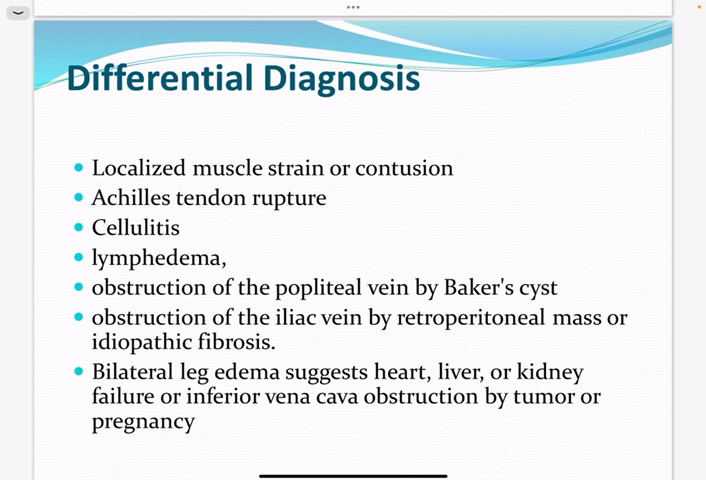 Differential Diagnosis
Localized muscle strain or contusion
Achilles tendon rupture
Cellulitis
lymphedema,
obstruction of the popliteal vein by Baker's cyst
obstruction of the iliac vein by retroperitoneal mass or
idiopathic fibrosis.
Bilateral leg edema suggests heart, liver, or kidney
failure or inferior vena cava obstruction by tumor or
pregnancy